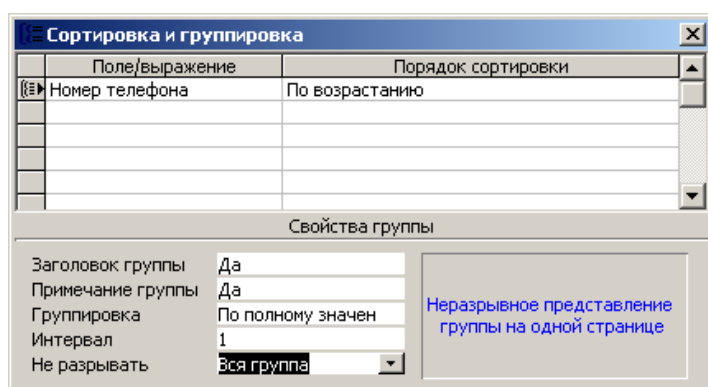 Сортировка и группировка
Поле/выражение Порядок сортировки
Номер телефона По возрастанию
Свойства группы
Заголовок группы Да
Примечание группы Да
Группировка По полному значен
Интервал 1
Не разрывать Вся группа
Неразрывное представление
группы на одной странице